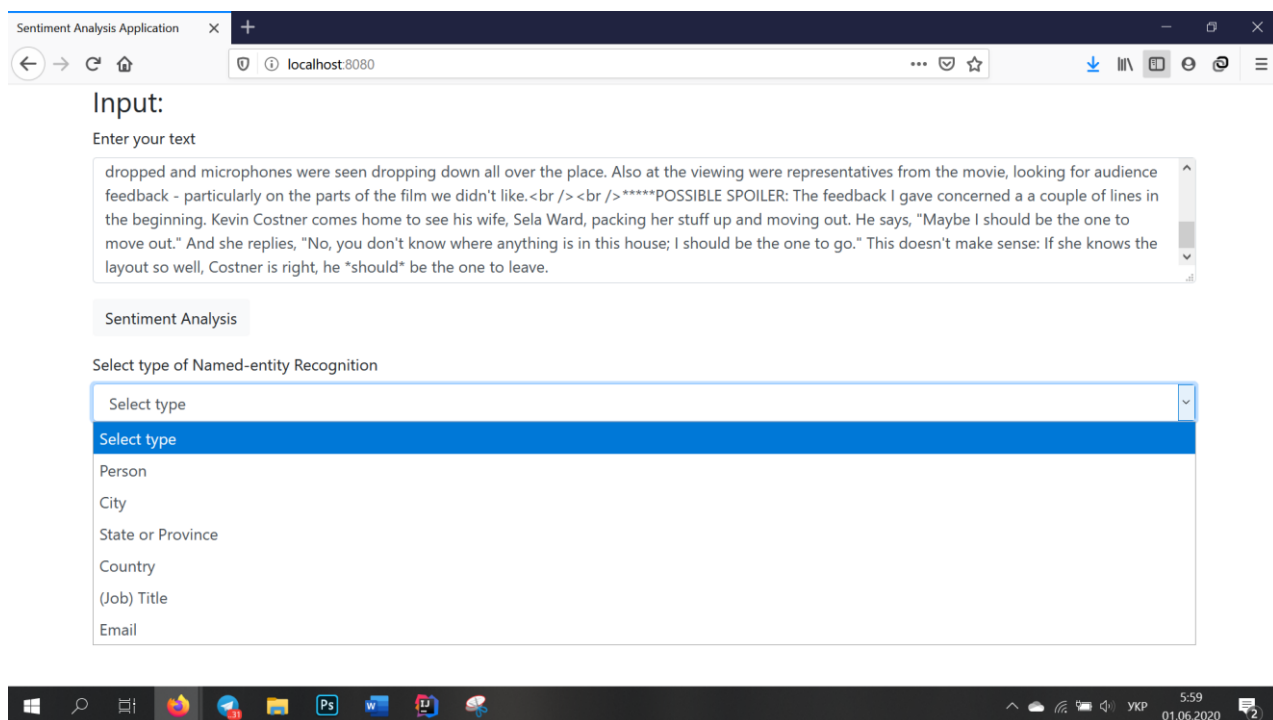 Sentiment Analysis Application
localhost:8080
Input:
Enter your text
dropped and microphones were seen dropping down all over the place. Also at the viewing were representatives from the movie, looking for audience
feedback - particularly on the parts of the film we didn't like.<br /><br />*****POSSIBLE SPOILER: The feedback I gave concerned a a couple of lines in
the beginning. Kevin Costner comes home to see his wife, Sela Ward, packing her stuff up and moving out. He says, "Maybe I should be the one to
move out." And she replies, "No, you don't know where anything is in this house; I should be the one to go." This doesn't make sense: If she knows the
layout so well, Costner is right, he *should* be the one to leave.
Sentiment Analysis
Select type of Named-entity Recognition
Select type
Select type
Person
City
State or Province
Country
(Job) Title
Email
Ps
W
IJ
УКР
5:59
01.06.2020
2